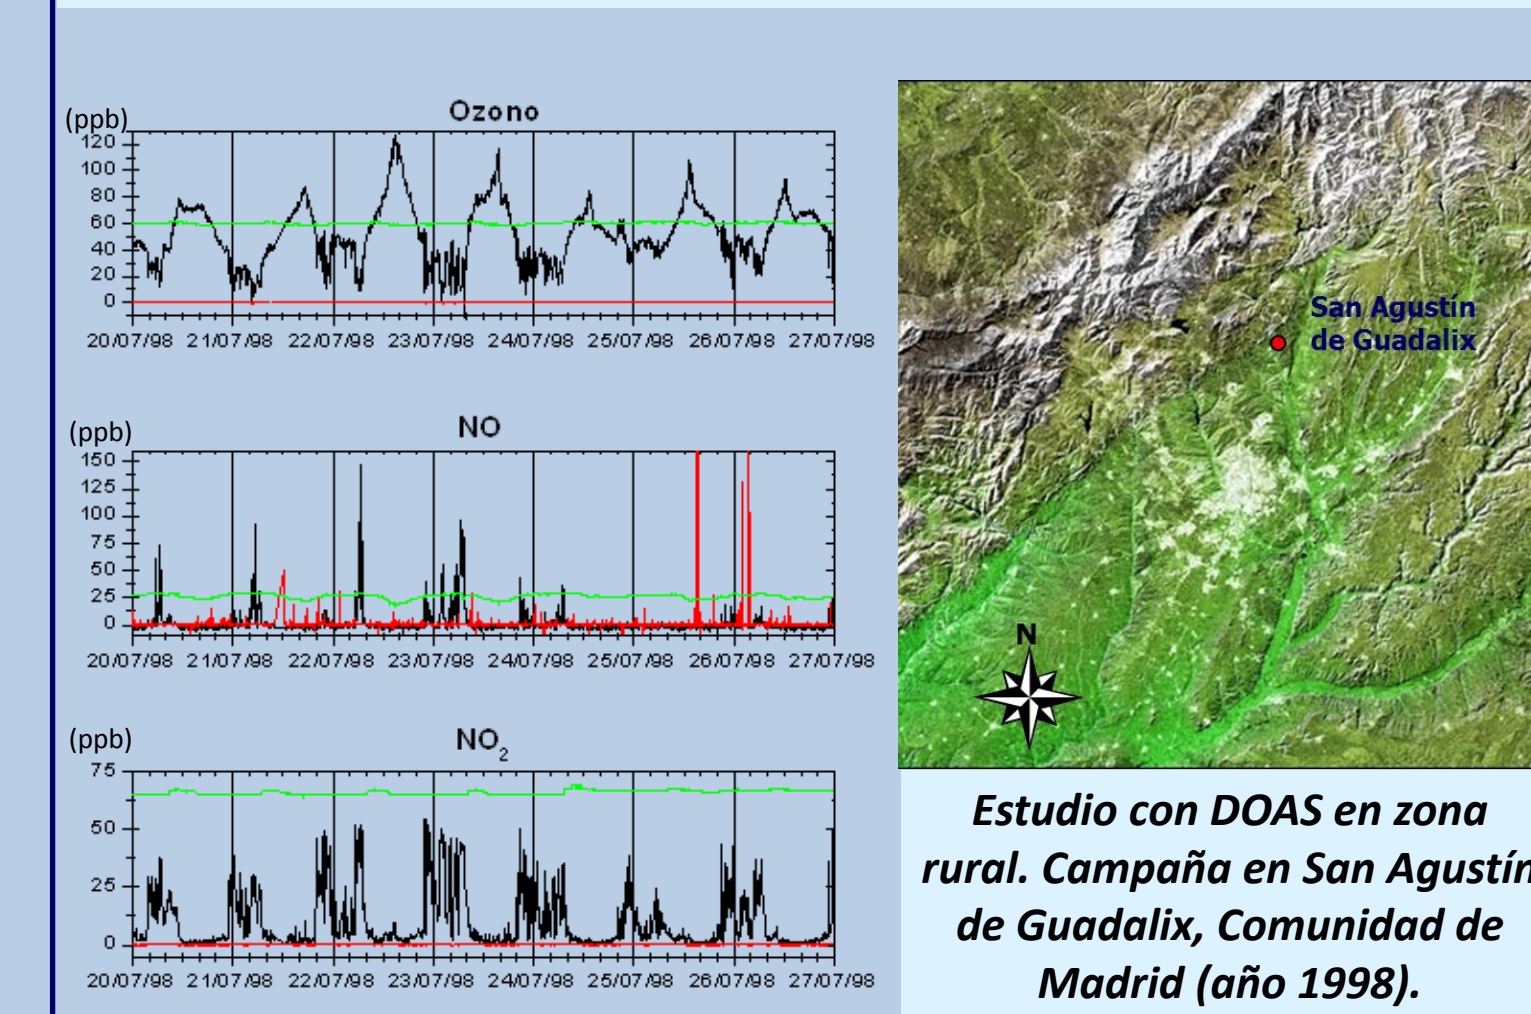 (ppb)
Ozono
120
100
80
60
40
20
0
20/07/98 21/07/98 22/07/98 23/07/98 24/07/98 25/07/98 26/07/98 27/07/98
(ppb)
NO
150
125
100
75
50
25
0
20/07/98 21/07/98 22/07/98 23/07/98 24/07/98 25/07/98 26/07/98 27/07/98
(ppb)
NO2
75
50
25
0
20/07/98 21/07/98 22/07/98 23/07/98 24/07/98 25/07/98 26/07/98 27/07/98
San Agustín
de Guadalix
N
Estudio con DOAS en zona
rural. Campaña en San Agustín
de Guadalix, Comunidad de
Madrid (año 1998).